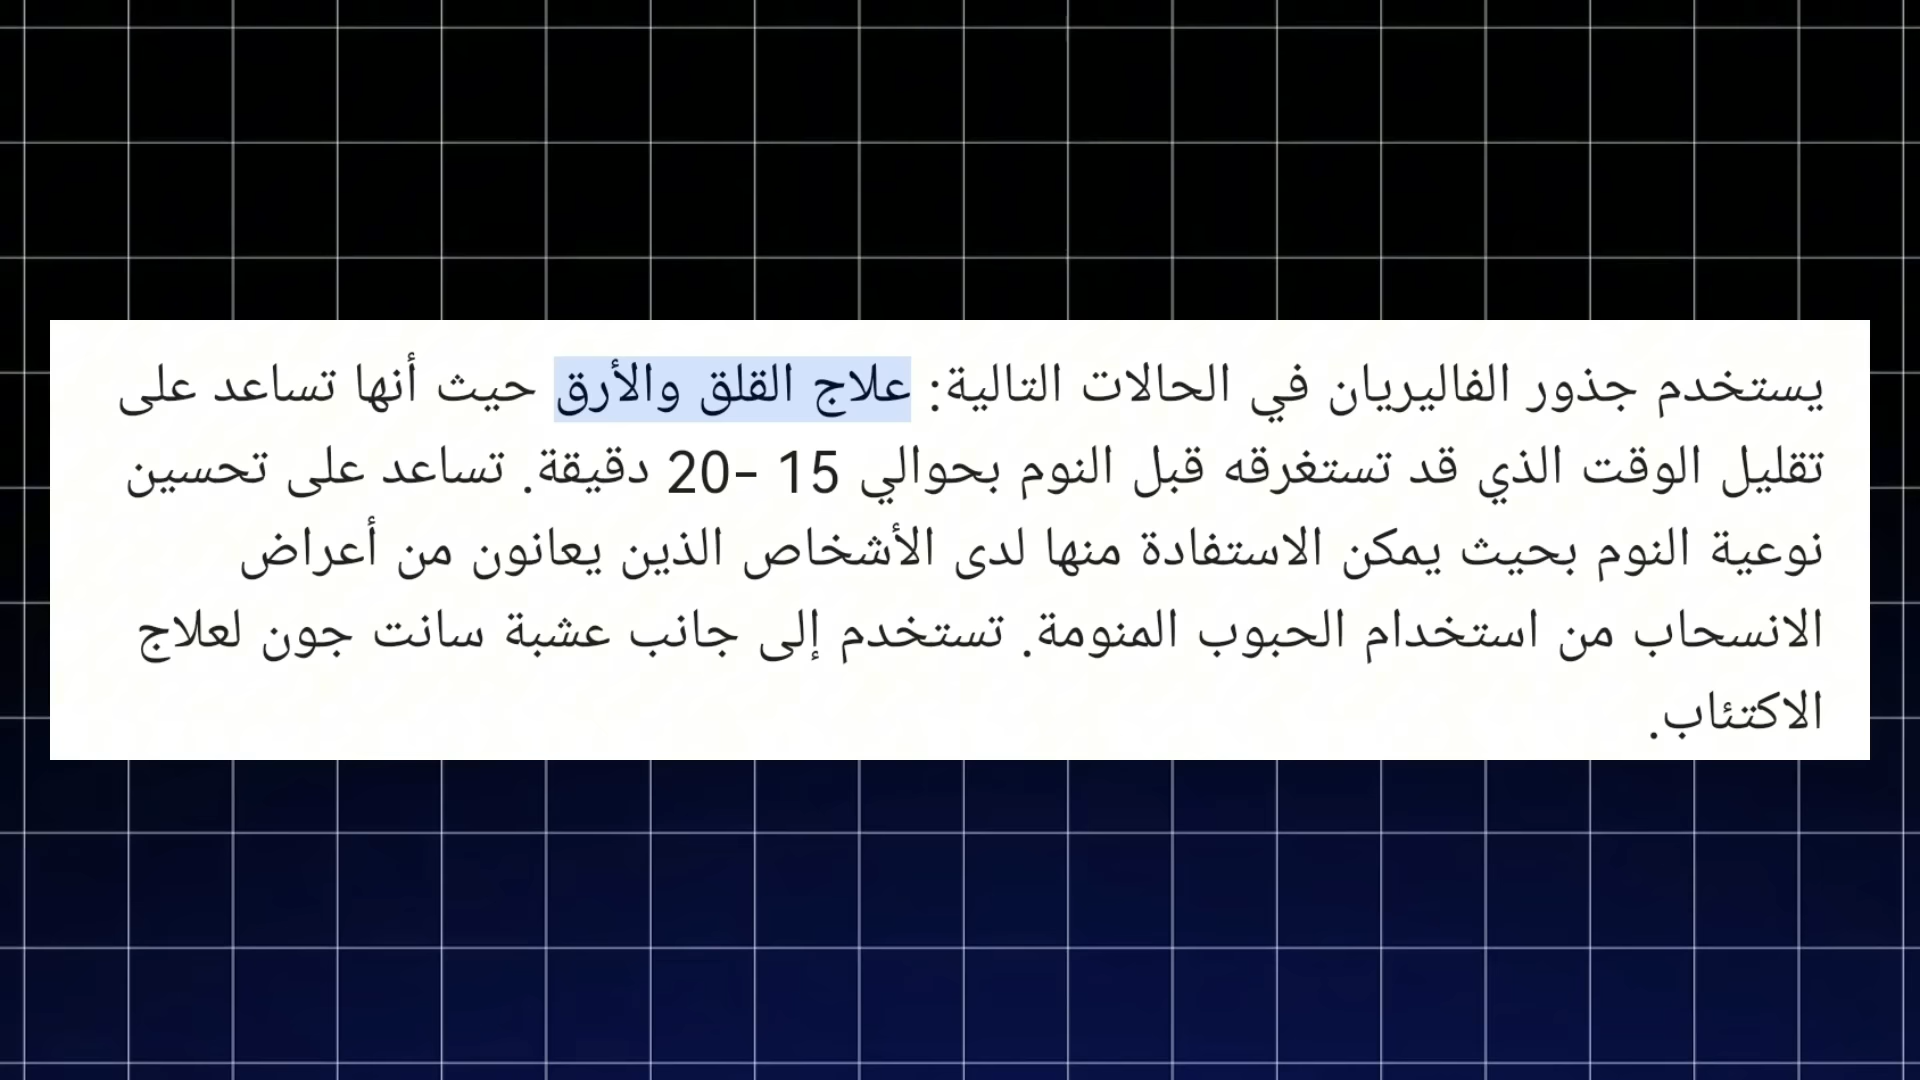 يستخدم جذور الفاليريان في الحالات التالية: علاج القلق والأرق حيث أنها تساعد على
تقليل الوقت الذي قد تستغرقه قبل النوم بحوالي 15 –20 دقيقة. تساعد على تحسين
نوعية النوم بحيث يمكن الاستفادة منها لدى الأشخاص الذين يعانون من أعراض
الانسحاب من استخدام الحبوب المنومة. تستخدم إلى جانب عشبة سانت جون لعلاج
الاكتئاب.